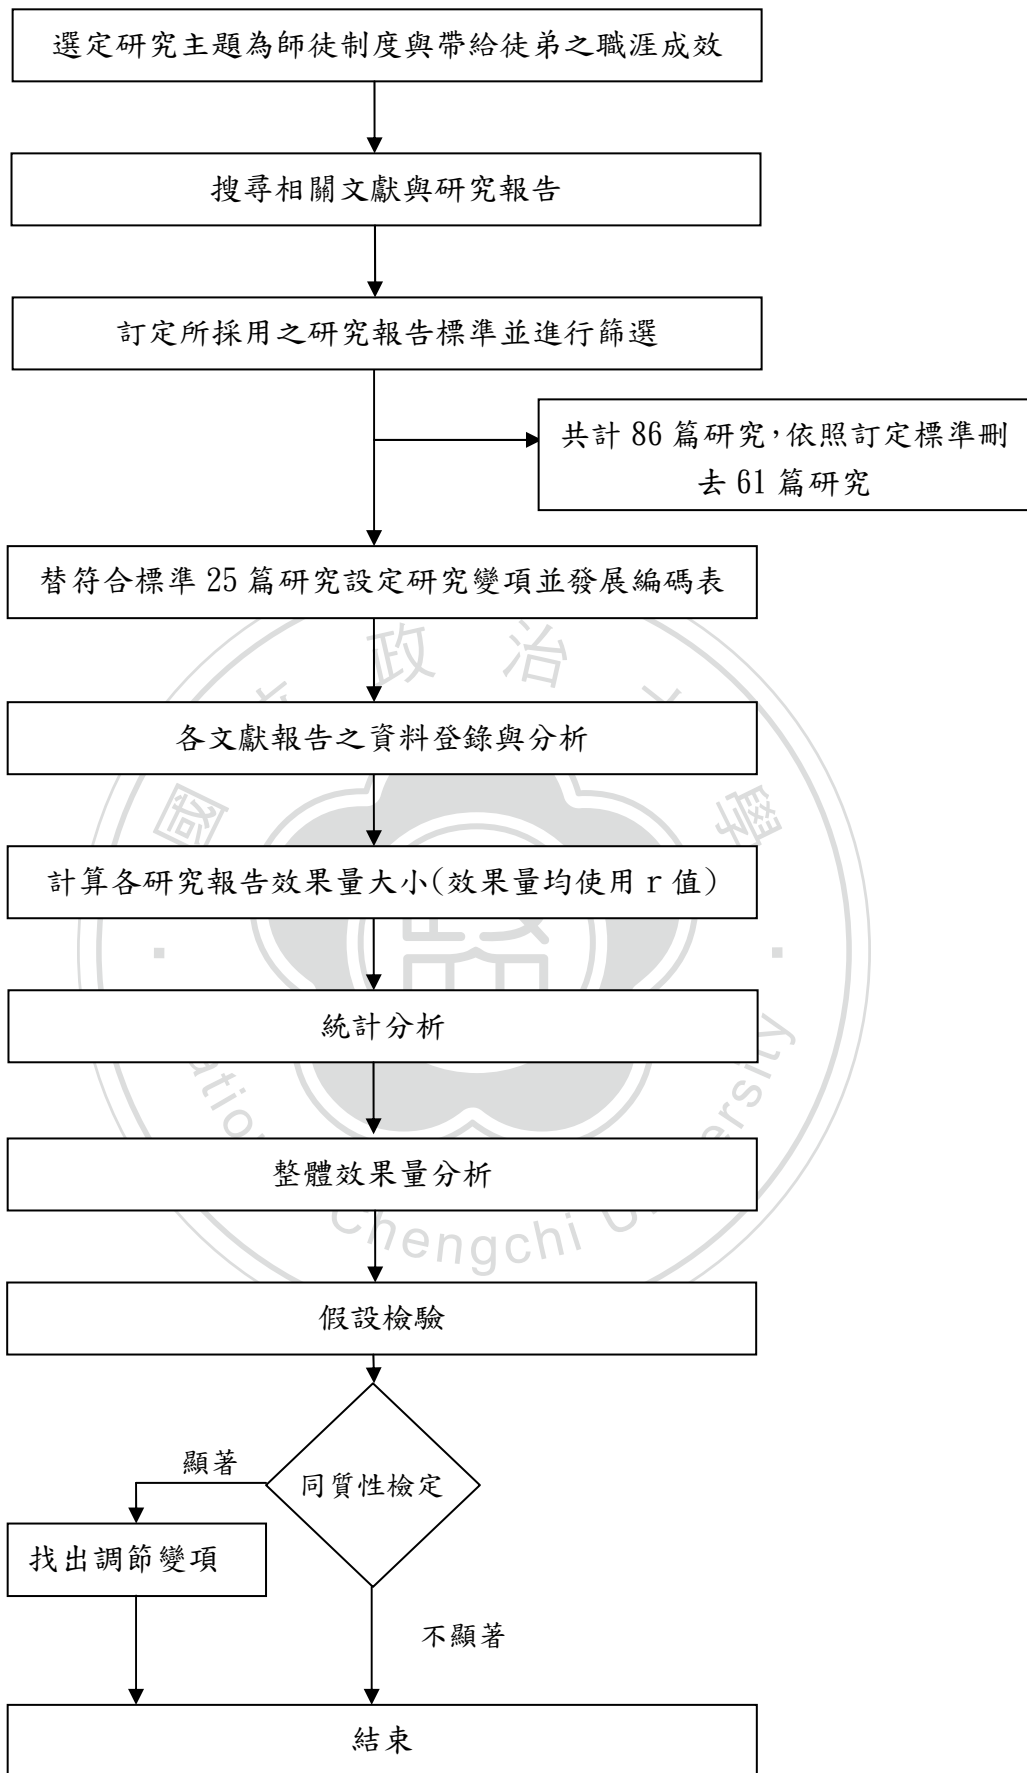 選定研究主題為師徒制度與帶給徒弟之職涯成效
搜尋相關文獻與研究報告
訂定所採用之研究報告標準並進行篩選
共計 86 篇研究，依照訂定標準刪
去 61 篇研究
替符合標準 25 篇研究設定研究變項並發展編碼表
政 治
各文獻報告之資料登錄與分析
國
學
計算各研究報告效果量大小(效果量均使用 r 值)
統計分析
整體效果量分析
Chengchi
假設檢驗
顯著
同質性檢定
找出調節變項
不顯著
結束